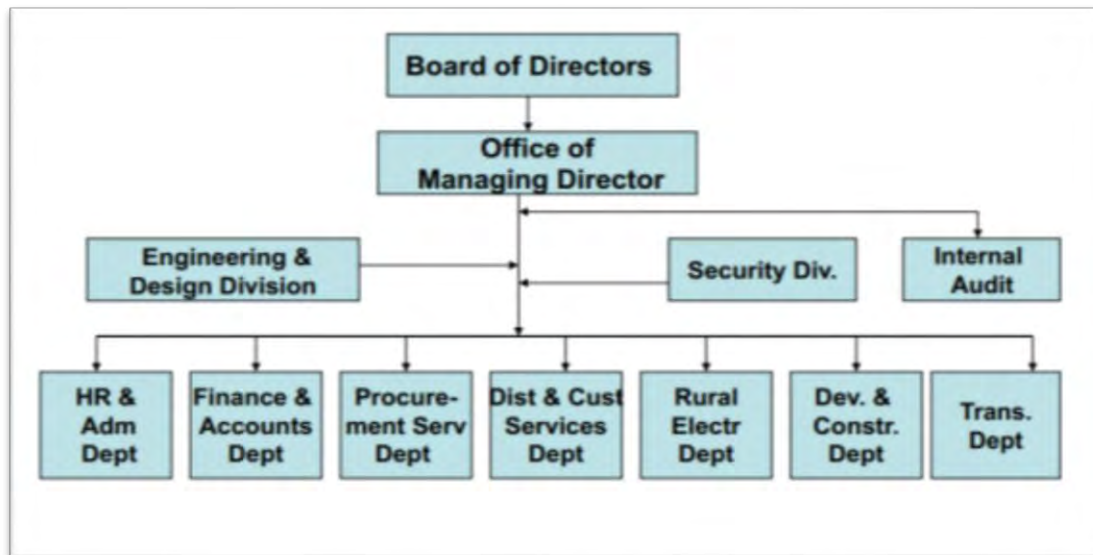 Board of Directors
Office of
Managing Director
Engineering &
Design Division
Security Div.
Internal
Audit
HR &
Adm
Dept
Finance &
Accounts
Dept
Procure-
ment Serv
Dept
Dist & Cust
Services
Dept
Rural
Electr
Dept
Dev. &
Constr.
Dept
Trans.
Dept